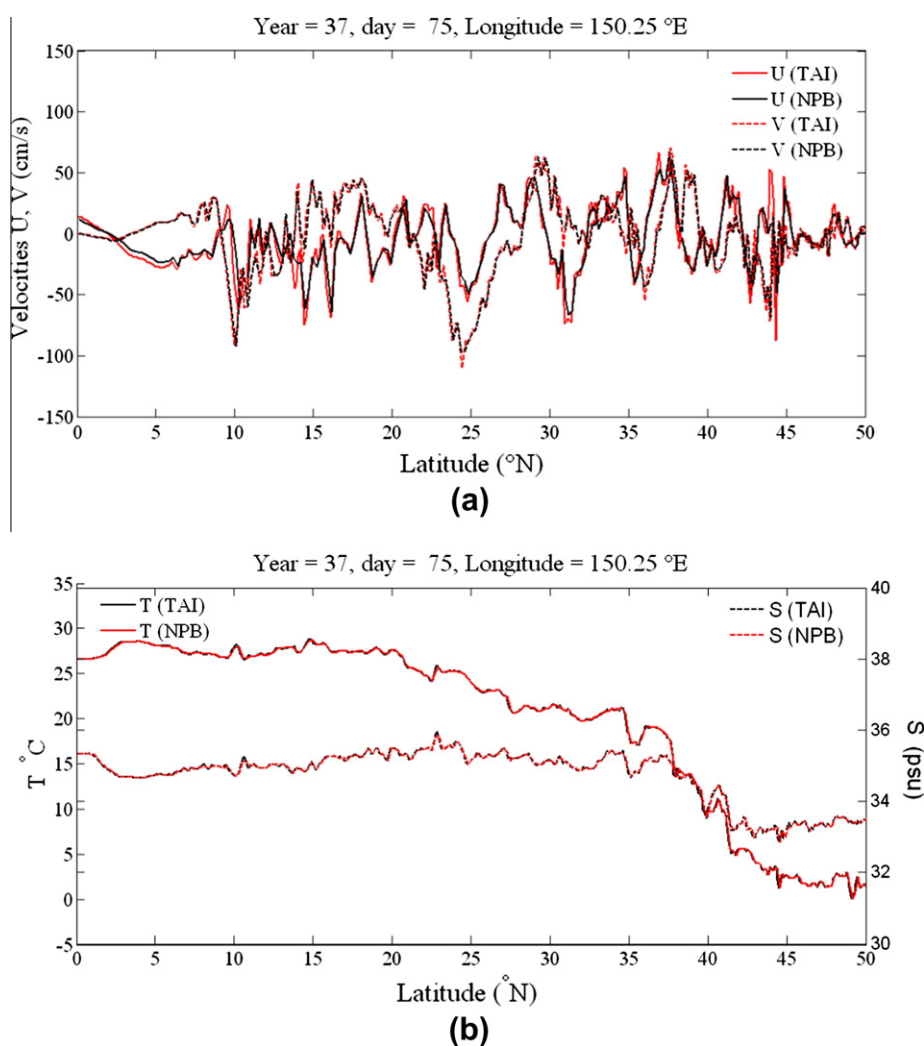 Year = 37, day = 75, Longitude = 150.25 °E
150
100
50
0
-50
-100
-150
Velocities U, V (cm/s)
U (TAI)
U (NPB)
V (TAI)
V (NPB)
0 5 10 15 20 25 30 35 40 45 50
Latitude (°N)
(a)
Year = 37, day = 75, Longitude = 150.25 °E
35
30
25
20
15
10
5
0
-5
T °C
T (TAI)
T (NPB)
S (TAI)
S (NPB)
40
38
36
34
32
30
S (psu)
0 5 10 15 20 25 30 35 40 45 50
Latitude (°N)
(b)